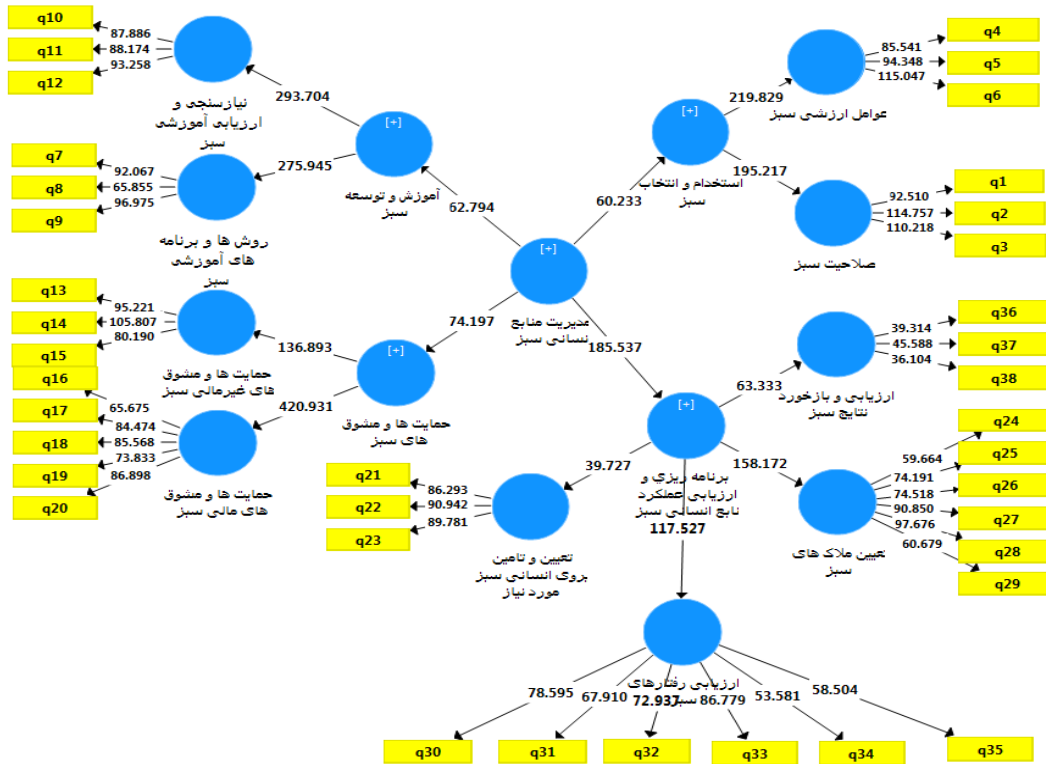 q10
q11
q12
87.886
88.174
93.258
نیازسنجی و
ارزیابی آموزشی
سبز
293.704
q7
q8
q9
92.067
65.855
96.975
روش ها و برنامه
های آموزشی
سبز
275.945
[+]
آموزش و توسعه
سبز
62.794
q4
q5
q6
85.541
94.348
115.047
عوامل ارزشی سبز
219.829
[+]
استخدام و انتخاب
سبز
60.233
195.217
q1
q2
q3
92.510
114.757
110.218
صلاحیت سبز
[+]
مدیریت منابع
انسانی سبز
q13
q14
q15
95.221
105.807
80.190
حمایت ها و مشوق
های غیرمالی سبز
136.893
74.197
[+]
حمایت ها و مشوق
های سبز
420.931
q16
q17
q18
q19
q20
65.675
84.474
85.568
73.833
86.898
حمایت ها و مشوق
های مالی سبز
185.537
[+]
برنامه ریزی و
ارزیابی عملکرد
نابع انسانی سبز
117.527
63.333
q36
q37
q38
39.314
45.588
36.104
ارزیابی و بازخورد
نتایج سبز
158.172
q24
q25
q26
q27
q28
q29
59.664
74.191
74.518
90.850
97.676
60.679
تعیین ملاک های
سبز
39.727
q21
q22
q23
86.293
90.942
89.781
تعیین و تامین
یروی انسانی سبز
مورد نیاز
ارزیابی رفتارهای
سبز
78.595
67.910
72.937
86.779
53.581
58.504
q30
q31
q32
q33
q34
q35